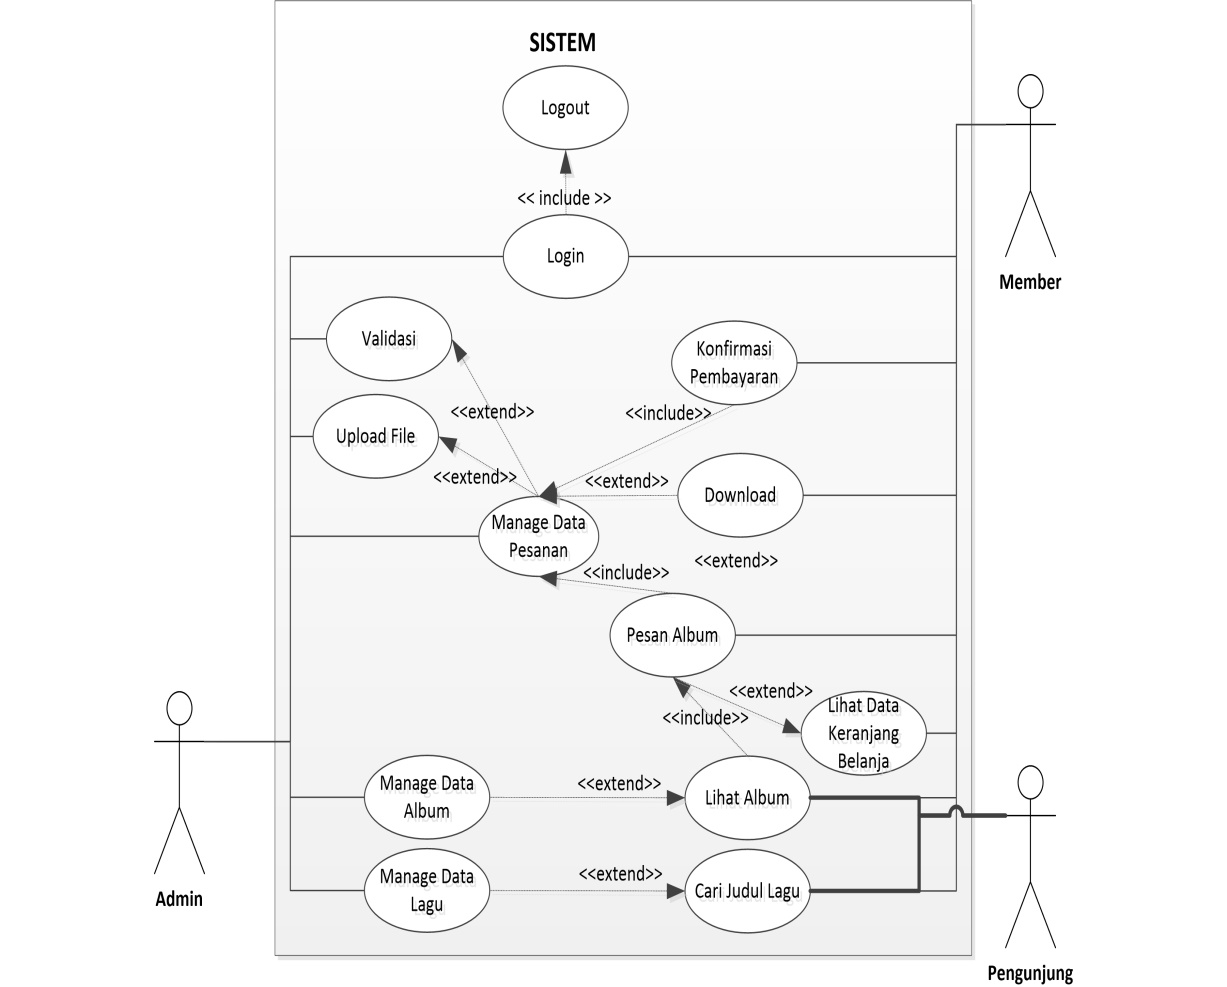 SISTEM
Logout
<< include >>
Login
Member
Validasi
Konfirmasi
Pembayaran
<<extend>>
<<include>>
Upload File
<<extend>>
<<extend>>
Download
Manage Data
Pesanan
<<extend>>
<<include>>
Pesan Album
<<extend>>
<<include>>
Lihat Data
Keranjang
Belanja
Manage Data
Album
<<extend>>
Lihat Album
Manage Data
Lagu
<<extend>>
Cari Judul Lagu
Admin
Pengunjung